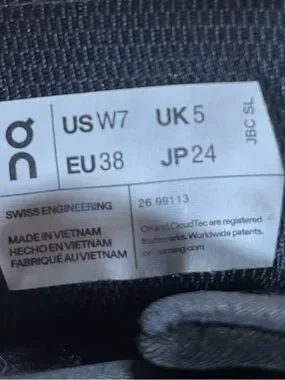 on
US W7 UK 5
EU 38 JP 24
JBC SL
SWISS ENGINEERING
MADE IN VIETNAM
HECHO EN VIETNAM
FABRIQUÉ AU VIETNAM
26.99113
On and CloudTec are registered
trademarks. Worldwide patents.